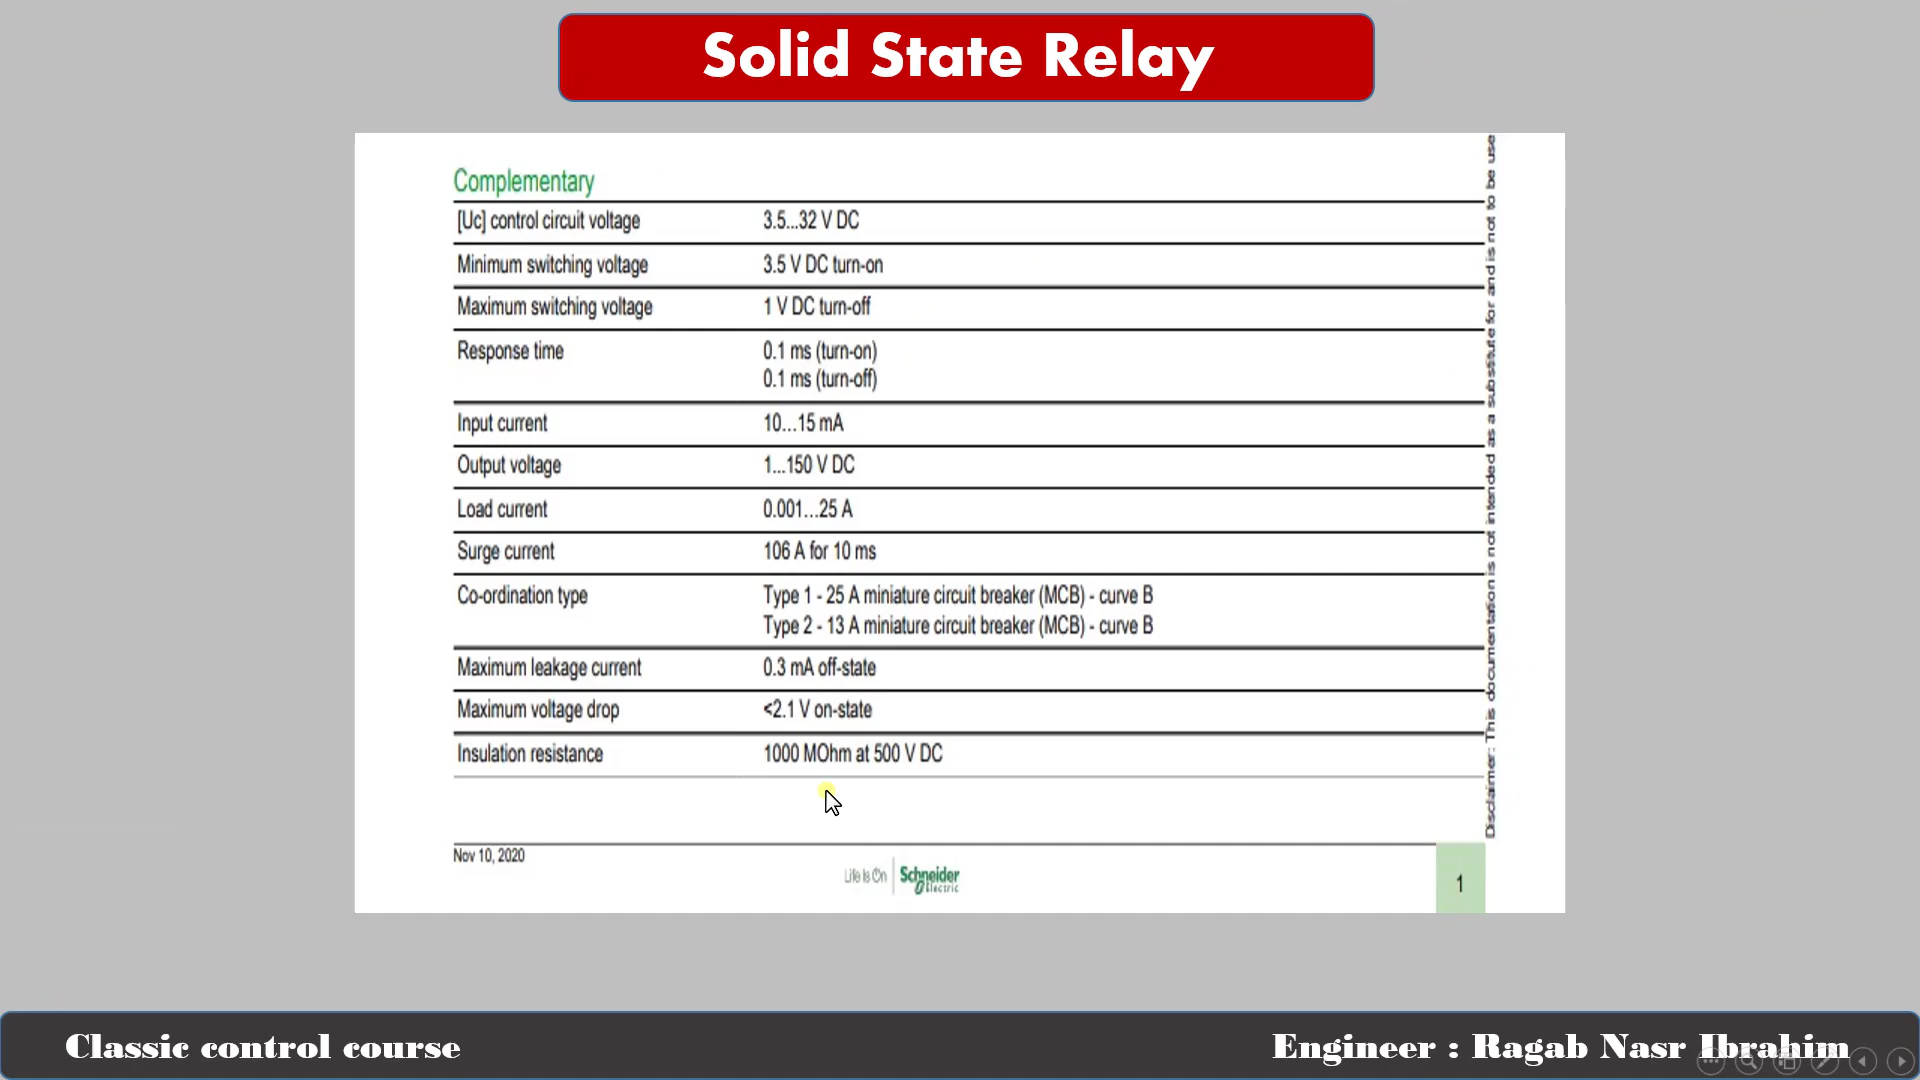 Solid State Relay
Complementary
[Uc] control circuit voltage 3.5...32 V DC
Minimum switching voltage 3.5 V DC turn-on
Maximum switching voltage 1 V DC turn-off
Response time 0.1 ms (turn-on)
0.1 ms (turn-off)
Input current 10...15 mA
Output voltage 1...150 V DC
Load current 0.001...25 A
Surge current 106 A for 10 ms
Co-ordination type Type 1 - 25 A miniature circuit breaker (MCB) - curve B
Type 2 - 13 A miniature circuit breaker (MCB) - curve B
Maximum leakage current 0.3 mA off-state
Maximum voltage drop <2.1 V on-state
Insulation resistance 1000 MOhm at 500 V DC
Disclaimer: This documentation is not intended as a substitute for and is not to be use
Nov 10, 2020
Life Is On
Schneider
Electric
1
Classic control course
Engineer : Ragab Nasr Ibrahim